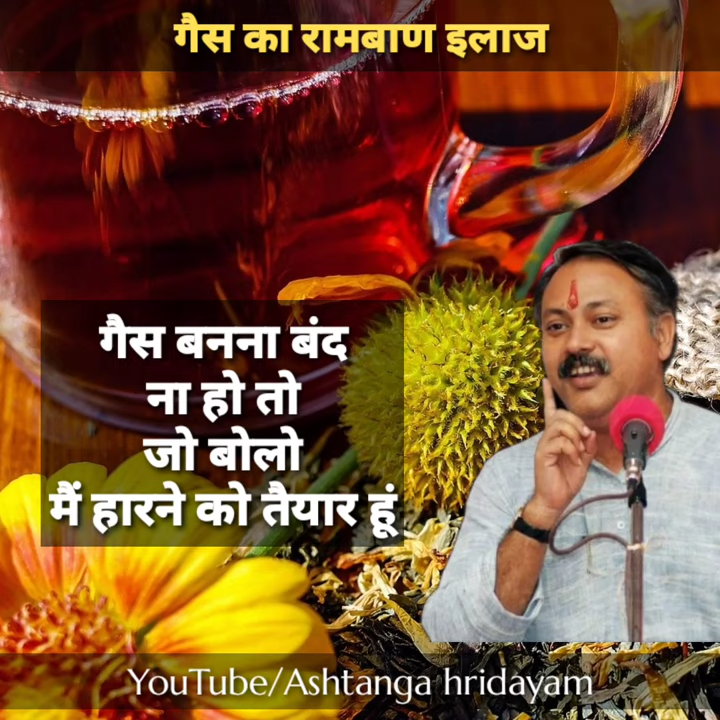 गैस का रामबाण इलाज
गैस बनना बंद
ना हो तो
जो बोलो
मैं हारने को तैयार हूं
YouTube/Ashtanga hridayam